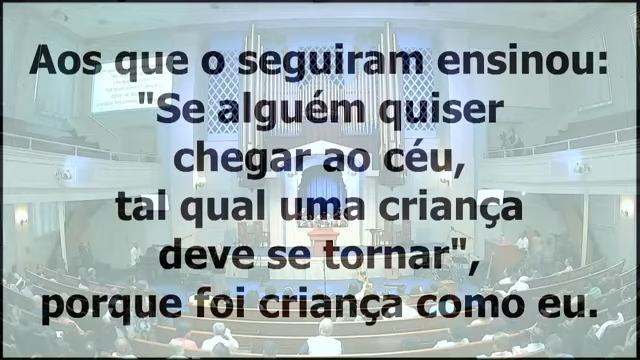 Aos que o seguiram ensinou:
"Se alguém quiser
chegar ao céu,
tal qual uma criança
deve se tornar",
porque foi criança como eu.